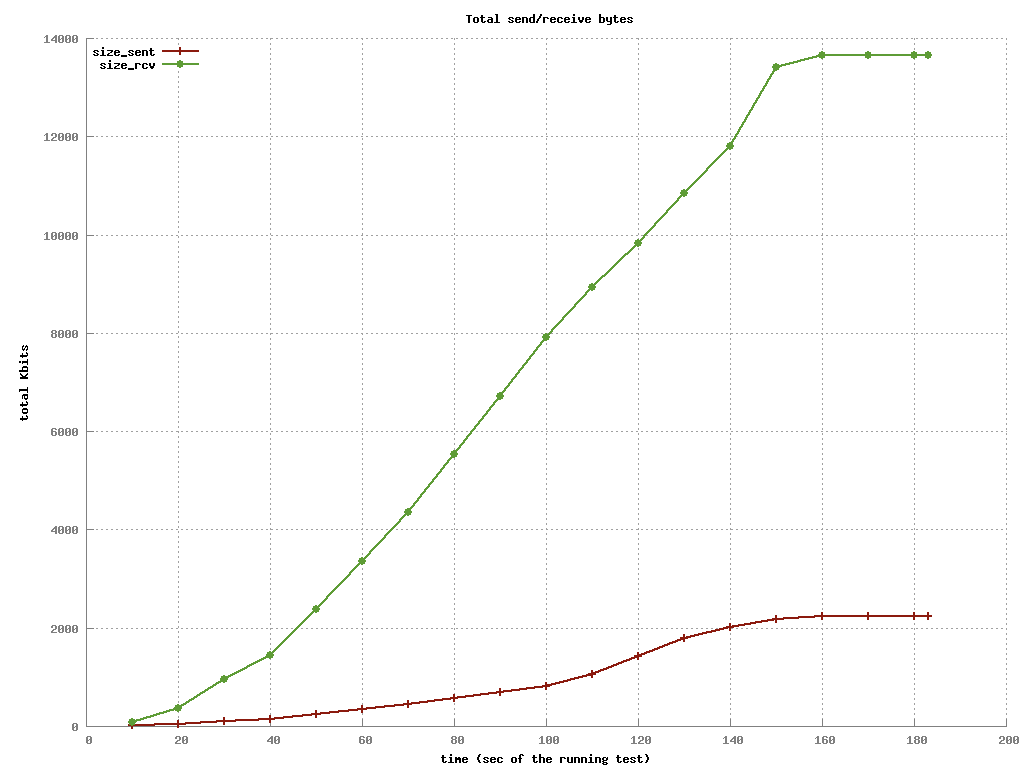 Total send/receive bytes
14000
size_sent
size_rcv
12000
10000
8000
total Kbits
6000
4000
2000
0
0 20 40 60 80 100 120 140 160 180 200
time (sec of the running test)